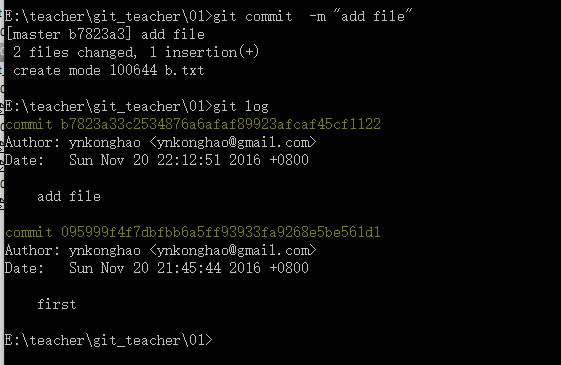 E:\teacher\git_teacher\01>git commit  -m "add file"
[master b7823a3] add file
 2 files changed, 1 insertion(+)
 create mode 100644 b.txt
E:\teacher\git_teacher\01>git log
commit b7823a33c2534876a6afaf89923afcaf45cf1122
Author: ynkonghao <ynkonghao@gmail.com>
Date:   Sun Nov 20 22:12:51 2016 +0800
    add file
commit 095999f4f7dbfbb6a5ff93933fa9268e5be561d1
Author: ynkonghao <ynkonghao@gmail.com>
Date:   Sun Nov 20 21:45:44 2016 +0800
    first
E:\teacher\git_teacher\01>